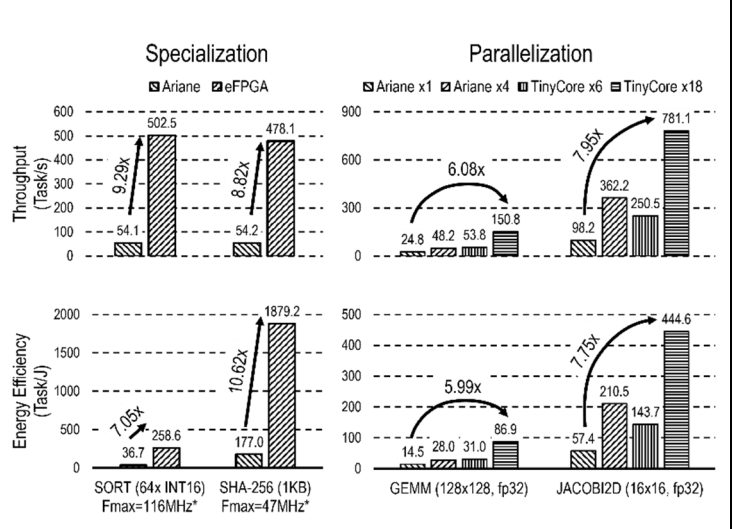 Specialization
Ariane eFPGA
Throughput
(Task/s)
600
500
400
300
200
100
0
54.1
9.29x
502.5
54.2
8.82x
478.1
Energy Efficiency
(Task/J)
2000
1500
1000
500
0
36.7
7.05x
258.6
177.0
10.62x
1879.2
SORT (64x INT16)
Fmax=116MHz*
SHA-256 (1KB)
Fmax=47MHz*
Parallelization
Ariane x1 Ariane x4 TinyCore x6 TinyCore x18
900
600
300
0
24.8
48.2
53.8
150.8
6.08x
98.2
362.2
250.5
781.1
7.95x
500
400
300
200
100
0
14.5
28.0
31.0
86.9
5.99x
57.4
210.5
143.7
444.6
7.75x
GEMM (128x128, fp32)
JACOBI2D (16x16, fp32)